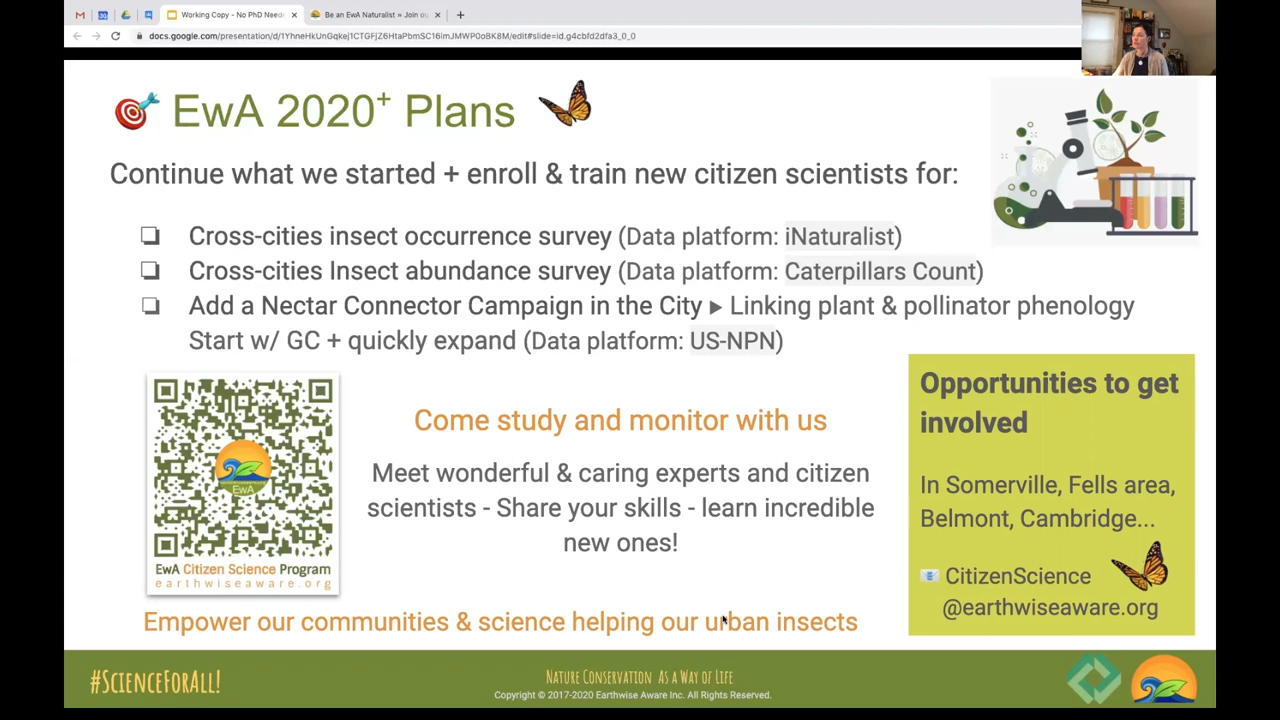 Working Copy - No PhD Neede
Be an EwA Naturalist » Join ou
docs.google.com/presentation/d/1YhneHkUnGqkej1CTGFjZ6HtaPbmSC16imJMWP0oBK8M/edit#slide=id.g4cbfd2dfa3_0_0
EwA 2020+ Plans
Continue what we started + enroll & train new citizen scientists for:
❏ Cross-cities insect occurrence survey (Data platform: iNaturalist)
❏ Cross-cities Insect abundance survey (Data platform: Caterpillars Count)
❏ Add a Nectar Connector Campaign in the City ▸ Linking plant & pollinator phenology
Start w/ GC + quickly expand (Data platform: US-NPN)
EwA
EwA Citizen Science Program
earthwiseaware.org
Come study and monitor with us
Meet wonderful & caring experts and citizen
scientists - Share your skills - learn incredible
new ones!
Opportunities to get
involved
In Somerville, Fells area,
Belmont, Cambridge...
CitizenScience
@earthwiseaware.org
Empower our communities & science helping our urban insects
#ScienceForAll!
Nature Conservation As a Way of Life
Copyright © 2017-2020 Earthwise Aware Inc. All Rights Reserved.